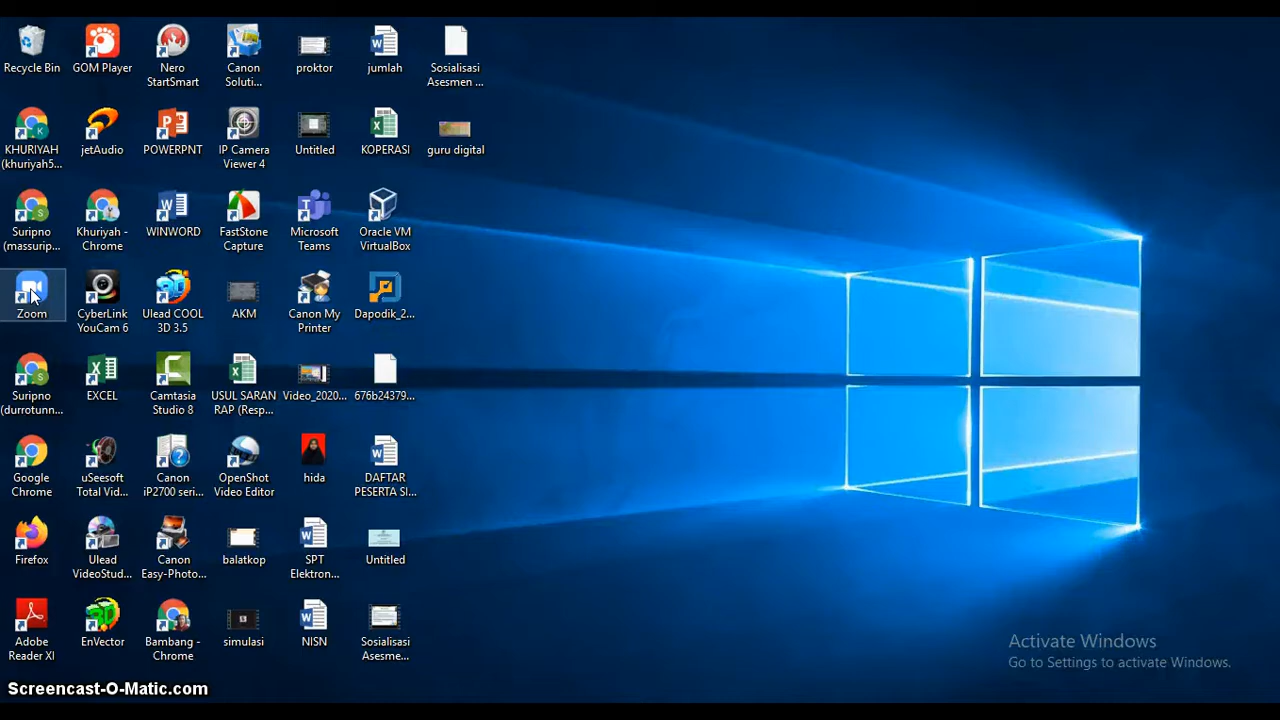 Recycle Bin
GOM Player
Nero
StartSmart
Canon
Soluti...
proktor
jumlah
Sosialisasi
Asesmen ...
KHURIYAH
(khuriyah5...
jetAudio
POWERPNT
IP Camera
Viewer 4
Untitled
KOPERASI
guru digital
Suripno
(massurip...
Khuriyah -
Chrome
WINWORD
FastStone
Capture
Microsoft
Teams
Oracle VM
VirtualBox
Zoom
CyberLink
YouCam 6
Ulead COOL
3D 3.5
AKM
Canon My
Printer
Dapodik_2...
Suripno
(durrotunn...
EXCEL
Camtasia
Studio 8
USUL SARAN
RAP (Resp...
Video_2020...
676b24379...
Google
Chrome
uSeesoft
Total Vid...
Canon
iP2700 seri...
OpenShot
Video Editor
hida
DAFTAR
PESERTA SI...
Firefox
Ulead
VideoStud...
Canon
Easy-Photo...
balatkop
SPT
Elektron...
Untitled
Adobe
Reader XI
EnVector
Bambang -
Chrome
simulasi
NISN
Sosialisasi
Asesme...
Activate Windows
Go to Settings to activate Windows.
Screencast-O-Matic.com